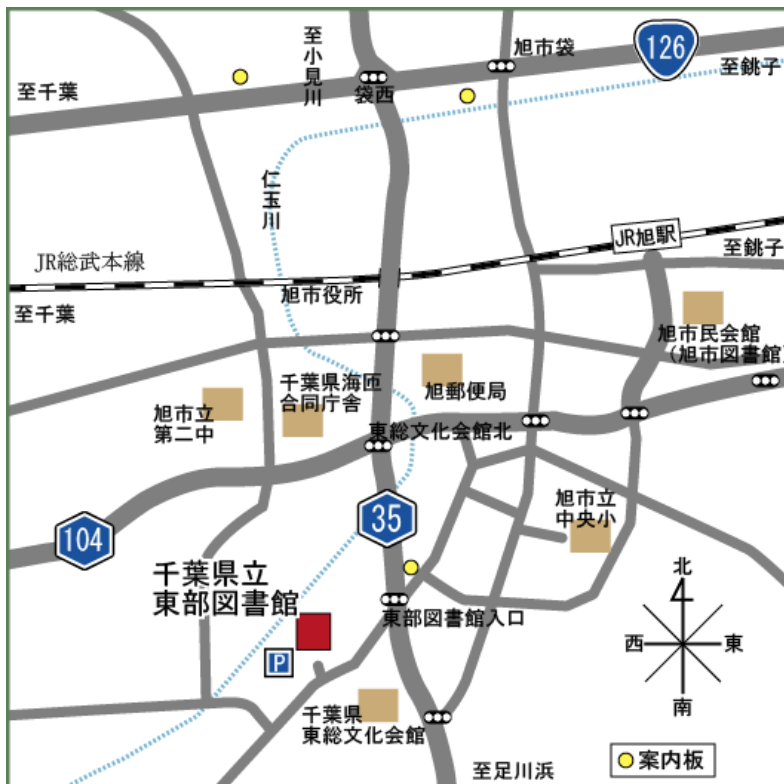 至小見川
旭市袋
126
至千葉
袋西
至銚子
仁玉川
JR旭駅
JR総武本線
至銚子
旭市役所
至千葉
旭市民会館
（旭市図書館）
千葉県海匝
合同庁舎
旭郵便局
旭市立
第二中
東総文化会館北
旭市立
中央小
35
104
千葉県立
東部図書館
北
東部図書館入口
西
東
P
南
千葉県
東総文化会館
至足川浜
案内板